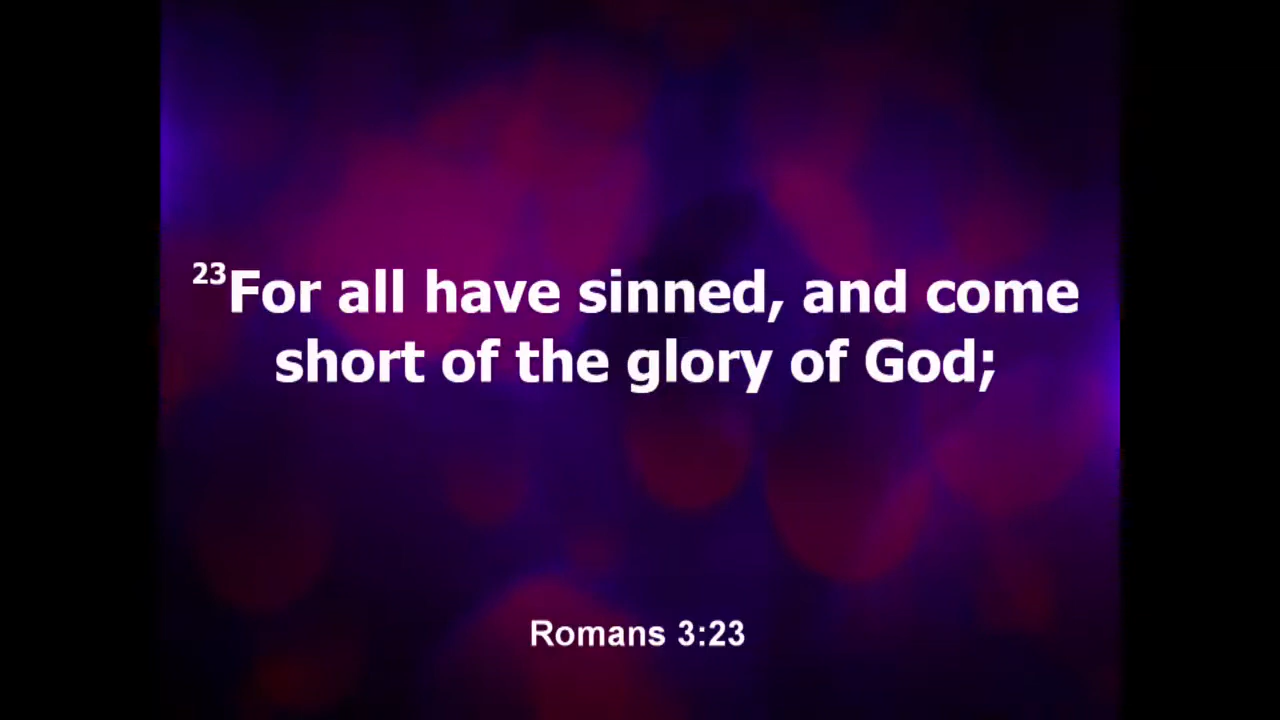 23For all have sinned, and come
short of the glory of God;
Romans 3:23